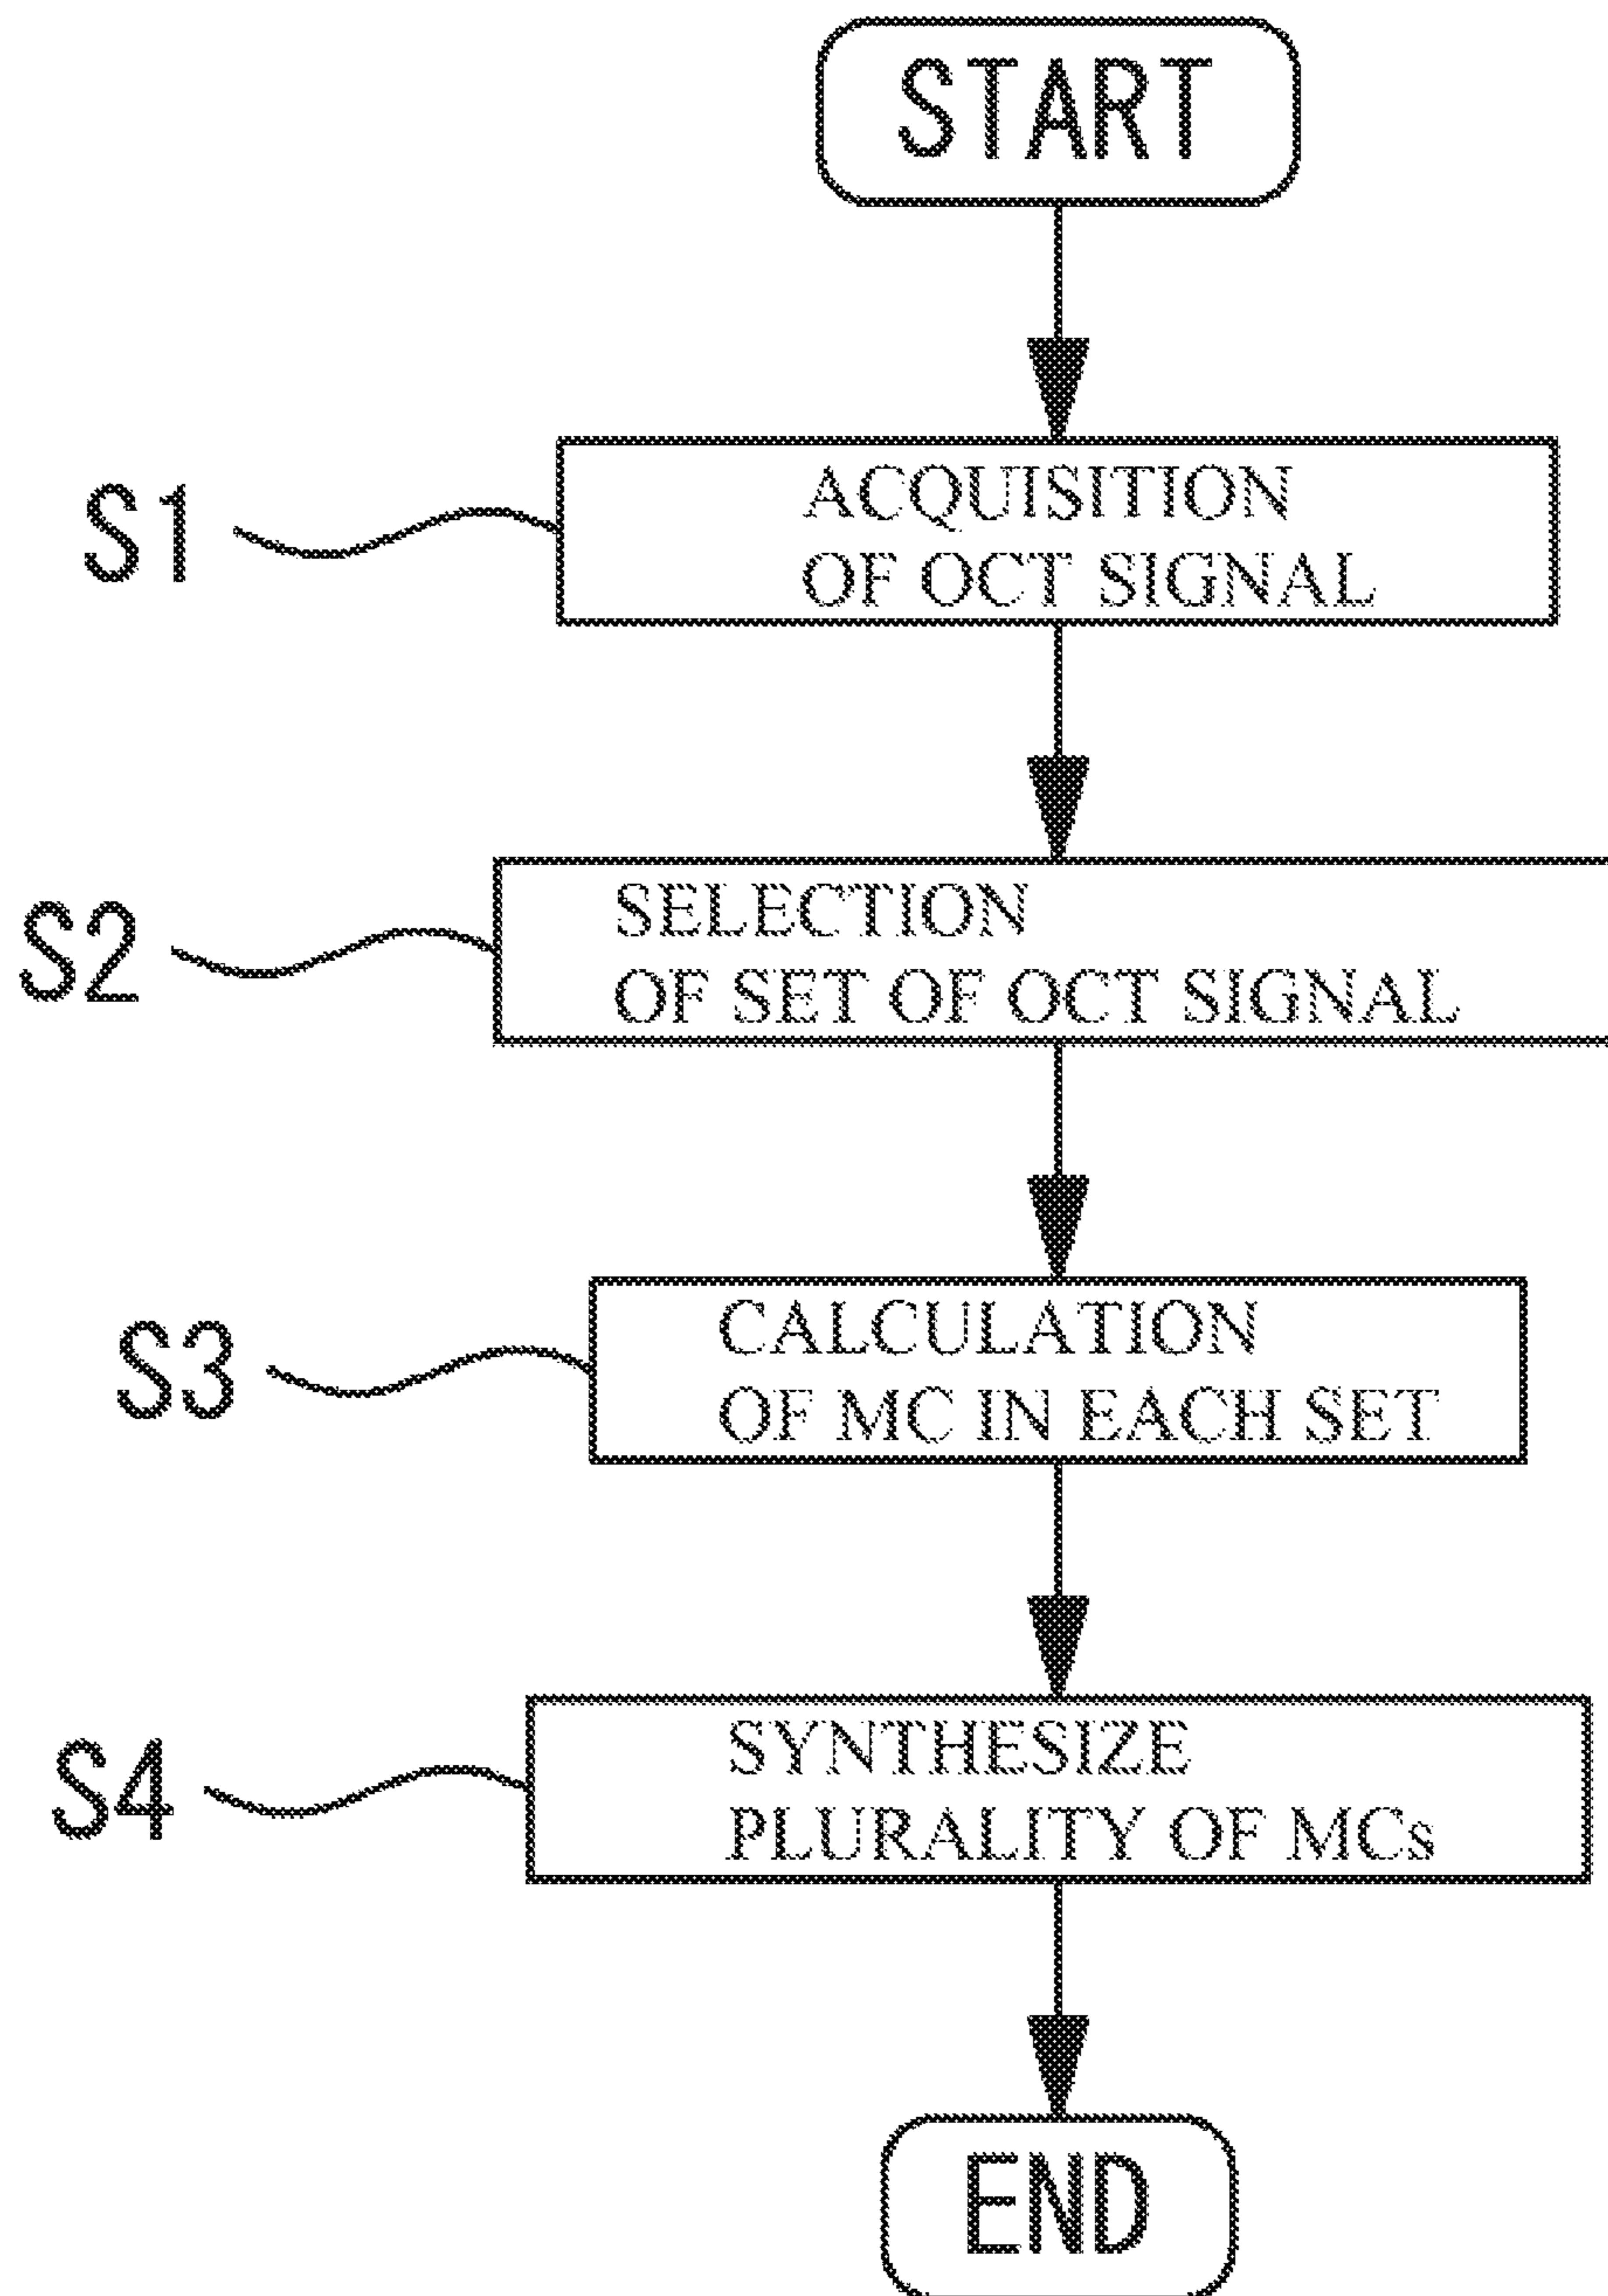 START
S1
ACQUISITION
OF OCT SIGNAL
S2
SELECTION
OF SET OF OCT SIGNAL
S3
CALCULATION
OF MC IN EACH SET
S4
SYNTHESIZE
PLURALITY OF MCs
END